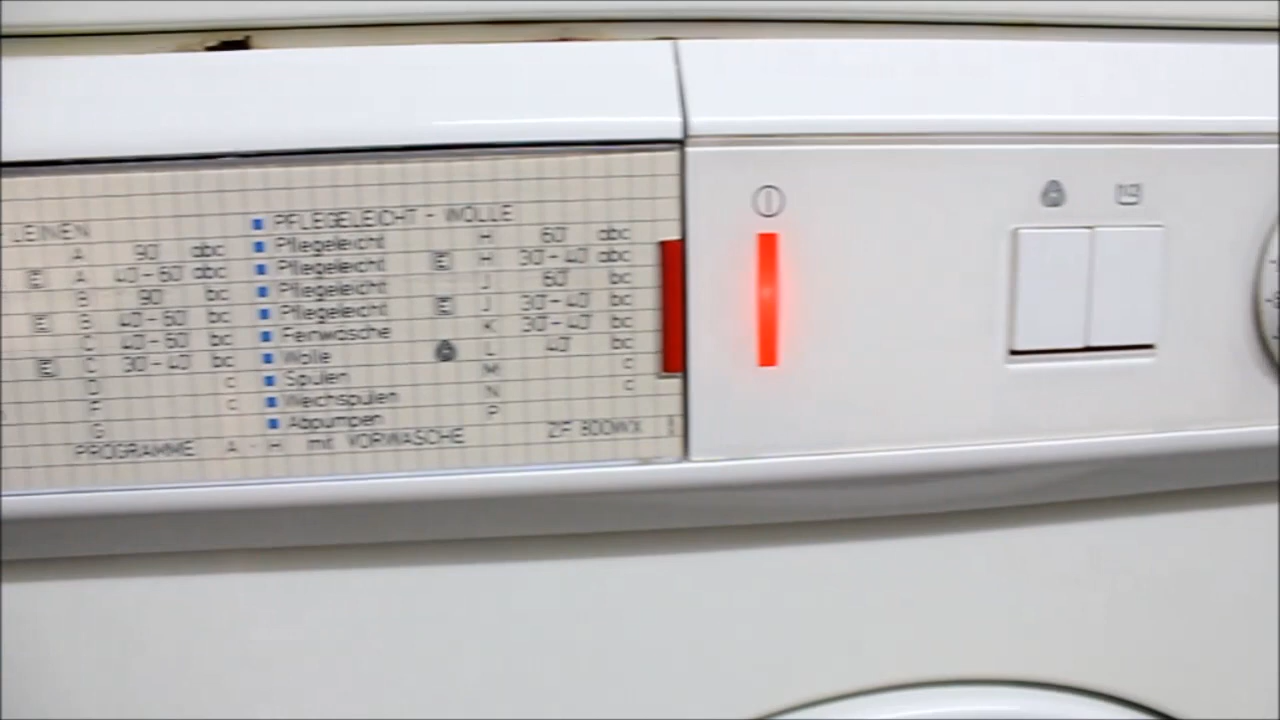 LEINEN
A 90° abc
E A 40°-60° abc
B 90° bc
E B 40°-60° bc
C 40°-60° bc
E C 30°-40° bc
D c
F c
G
PFLEGELEICHT - WOLLE
Pflegeleicht H 60° abc
Pflegeleicht E H 30°-40° abc
Pflegeleicht J 60° bc
Pflegeleicht E J 30°-40° bc
Feinwäsche K 30°-40° bc
Wolle L 40° bc
Spülen M c
Weichspülen N c
Abpumpen P
PROGRAMME A - H mit VORWÄSCHE ZF 800WX